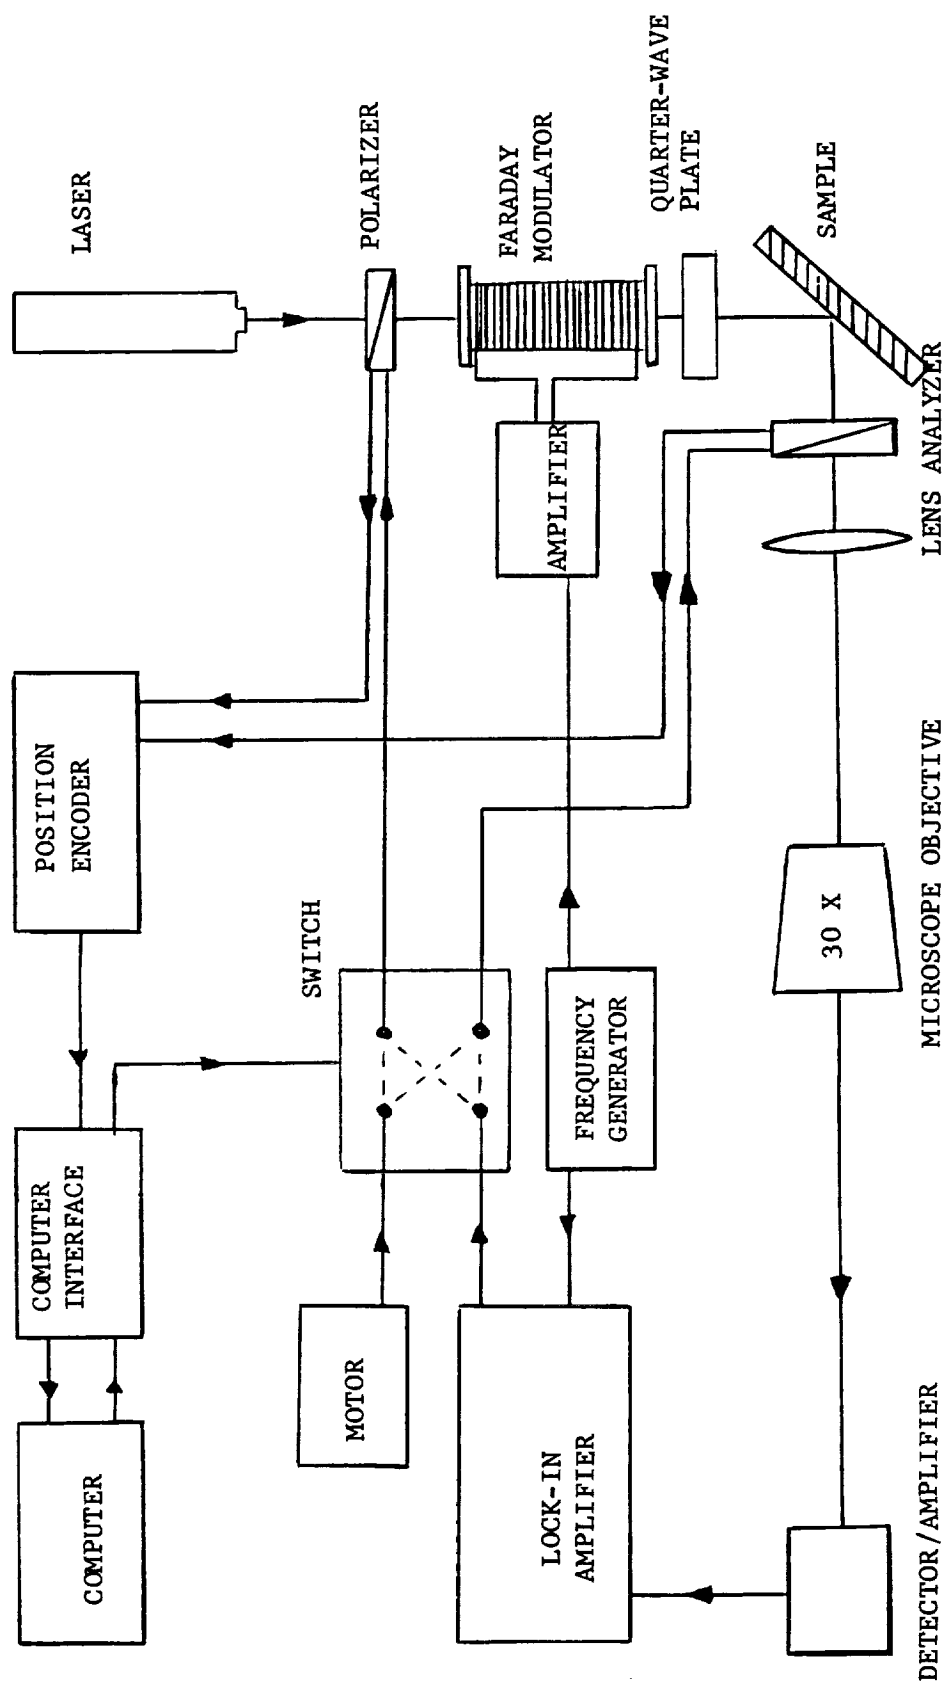 LASER
POLARIZER
FARADAY
MODULATOR
QUARTER-WAVE
PLATE
SAMPLE
AMPLIFIER
LENS ANALYZER
POSITION
ENCODER
SWITCH
FREQUENCY
GENERATOR
30 X
MICROSCOPE OBJECTIVE
COMPUTER
INTERFACE
MOTOR
COMPUTER
LOCK-IN
AMPLIFIER
DETECTOR/AMPLIFIER